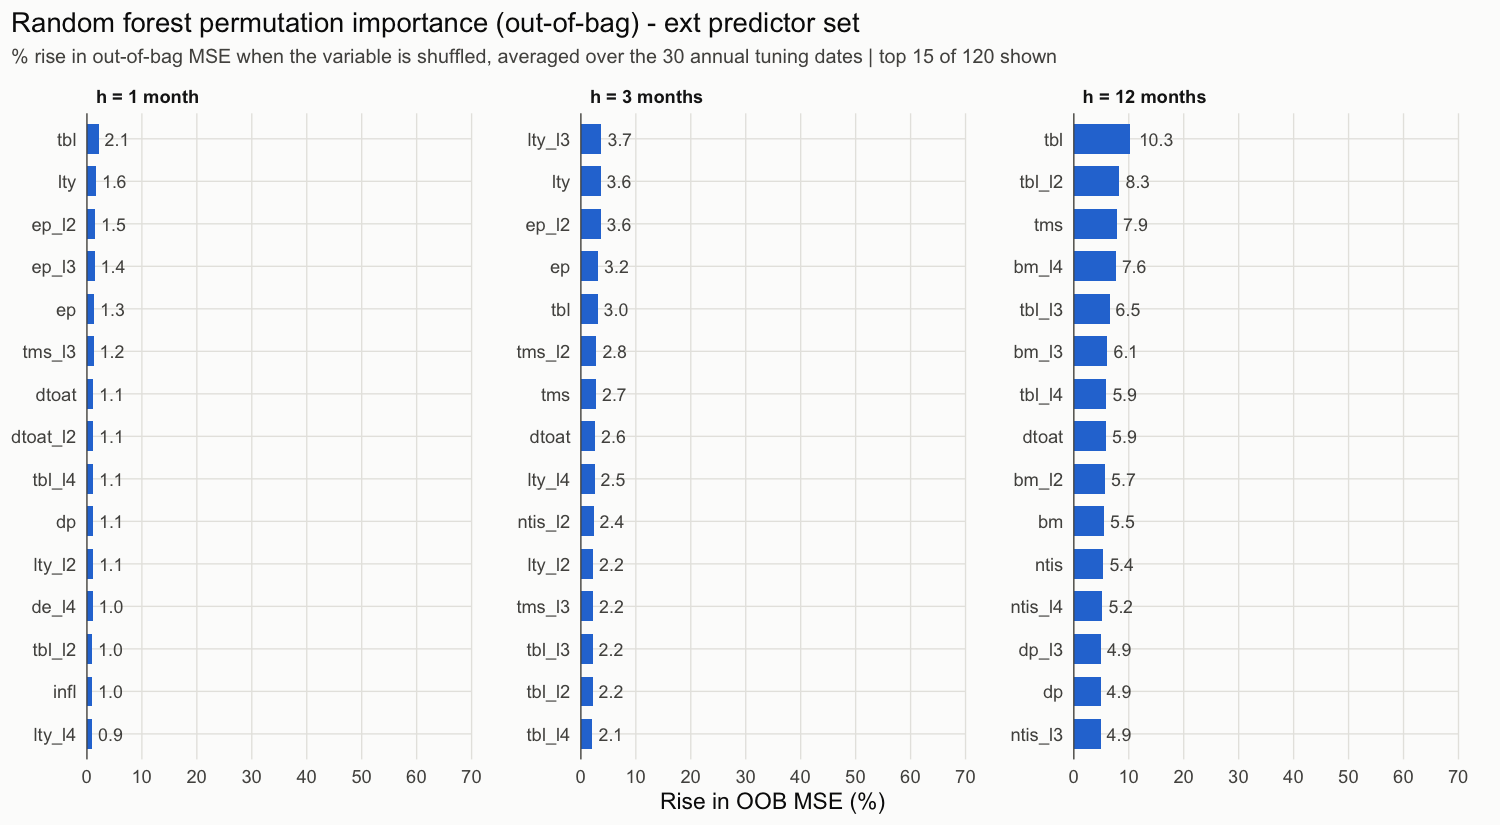 Random forest permutation importance (out-of-bag) - ext predictor set
% rise in out-of-bag MSE when the variable is shuffled, averaged over the 30 annual tuning dates | top 15 of 120 shown
h = 1 month
tbl 2.1
lty 1.6
ep_l2 1.5
ep_l3 1.4
ep 1.3
tms_l3 1.2
dtoat 1.1
dtoat_l2 1.1
tbl_l4 1.1
dp 1.1
lty_l2 1.1
de_l4 1.0
tbl_l2 1.0
infl 1.0
lty_l4 0.9
0 10 20 30 40 50 60 70
h = 3 months
lty_l3 3.7
lty 3.6
ep_l2 3.6
ep 3.2
tbl 3.0
tms_l2 2.8
tms 2.7
dtoat 2.6
lty_l4 2.5
ntis_l2 2.4
lty_l2 2.2
tms_l3 2.2
tbl_l3 2.2
tbl_l2 2.2
tbl_l4 2.1
0 10 20 30 40 50 60 70
h = 12 months
tbl 10.3
tbl_l2 8.3
tms 7.9
bm_l4 7.6
tbl_l3 6.5
bm_l3 6.1
tbl_l4 5.9
dtoat 5.9
bm_l2 5.7
bm 5.5
ntis 5.4
ntis_l4 5.2
dp_l3 4.9
dp 4.9
ntis_l3 4.9
0 10 20 30 40 50 60 70
Rise in OOB MSE (%)